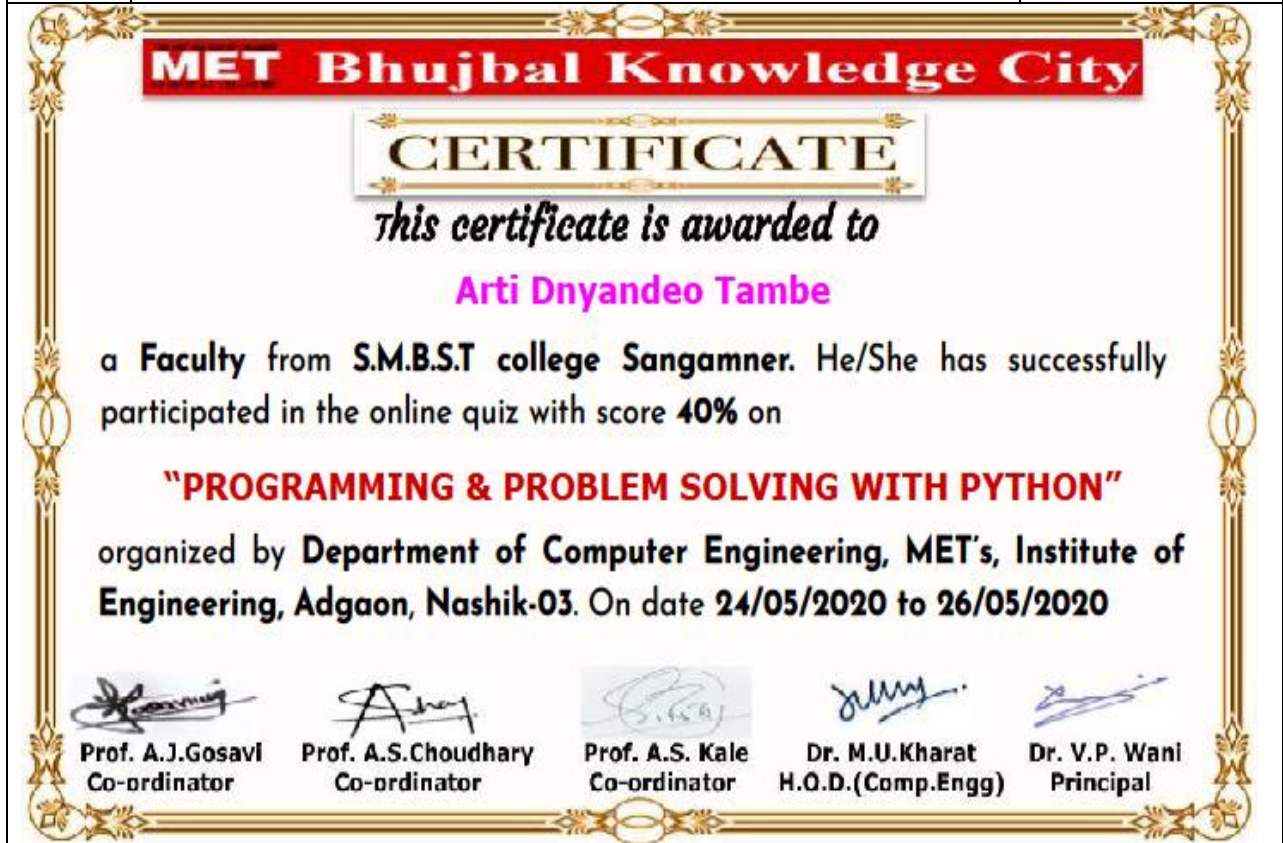 MET Bhujbal Knowledge City
CERTIFICATE
This certificate is awarded to
Arti Dnyandeo Tambe
a Faculty from S.M.B.S.T college Sangamner. He/She has successfully
participated in the online quiz with score 40% on
“PROGRAMMING & PROBLEM SOLVING WITH PYTHON”
organized by Department of Computer Engineering, MET's, Institute of
Engineering, Adgaon, Nashik-03. On date 24/05/2020 to 26/05/2020
Prof. A.J.Gosavi Prof. A.S.Choudhary Prof. A.S. Kale Dr. M.U.Kharat Dr. V.P. Wani
Co-ordinator Co-ordinator Co-ordinator H.O.D.(Comp.Engg) Principal